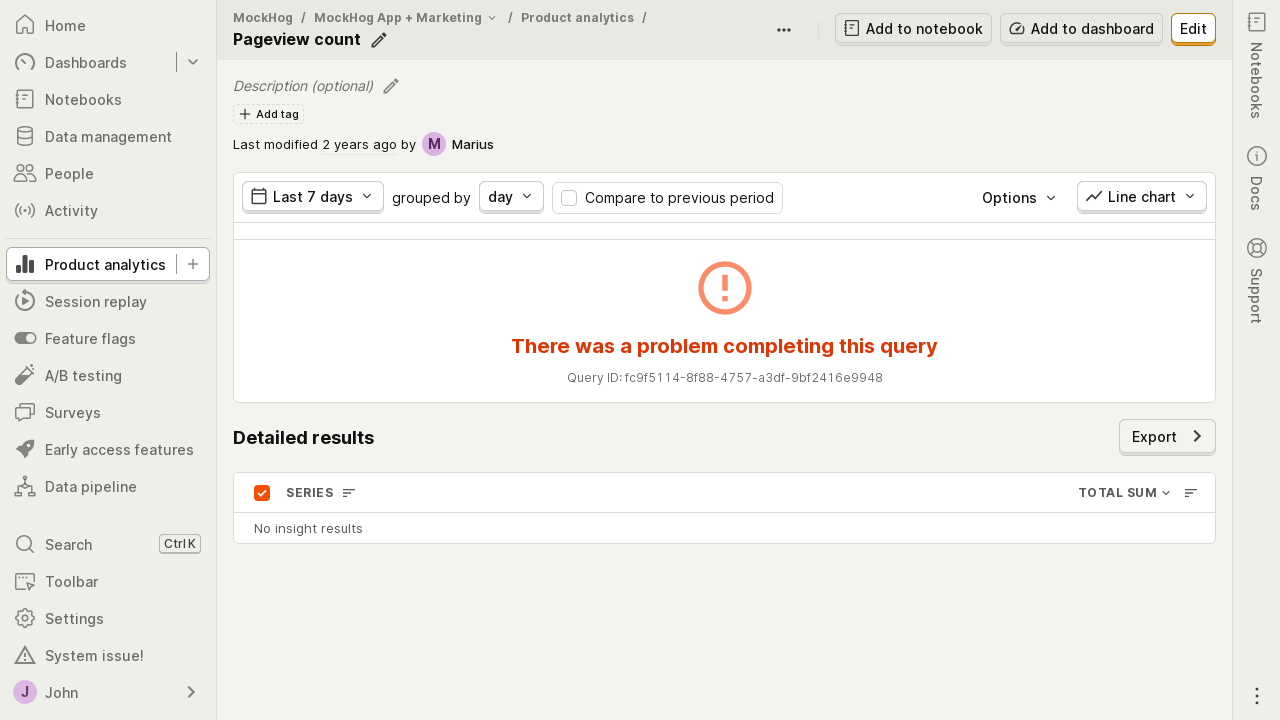 Home
Dashboards
Notebooks
Data management
People
Activity
Product analytics
Session replay
Feature flags
A/B testing
Surveys
Early access features
Data pipeline
Search Ctrl K
Toolbar
Settings
System issue!
J John
MockHog / MockHog App + Marketing / Product analytics /
Pageview count
Add to notebook
Add to dashboard
Edit
Description (optional)
Add tag
Last modified 2 years ago by M Marius
Last 7 days grouped by day Compare to previous period Options Line chart
There was a problem completing this query
Query ID: fc9f5114-8f88-4757-a3df-9bf2416e9948
Detailed results
Export
SERIES TOTAL SUM
No insight results
Notebooks
Docs
Support